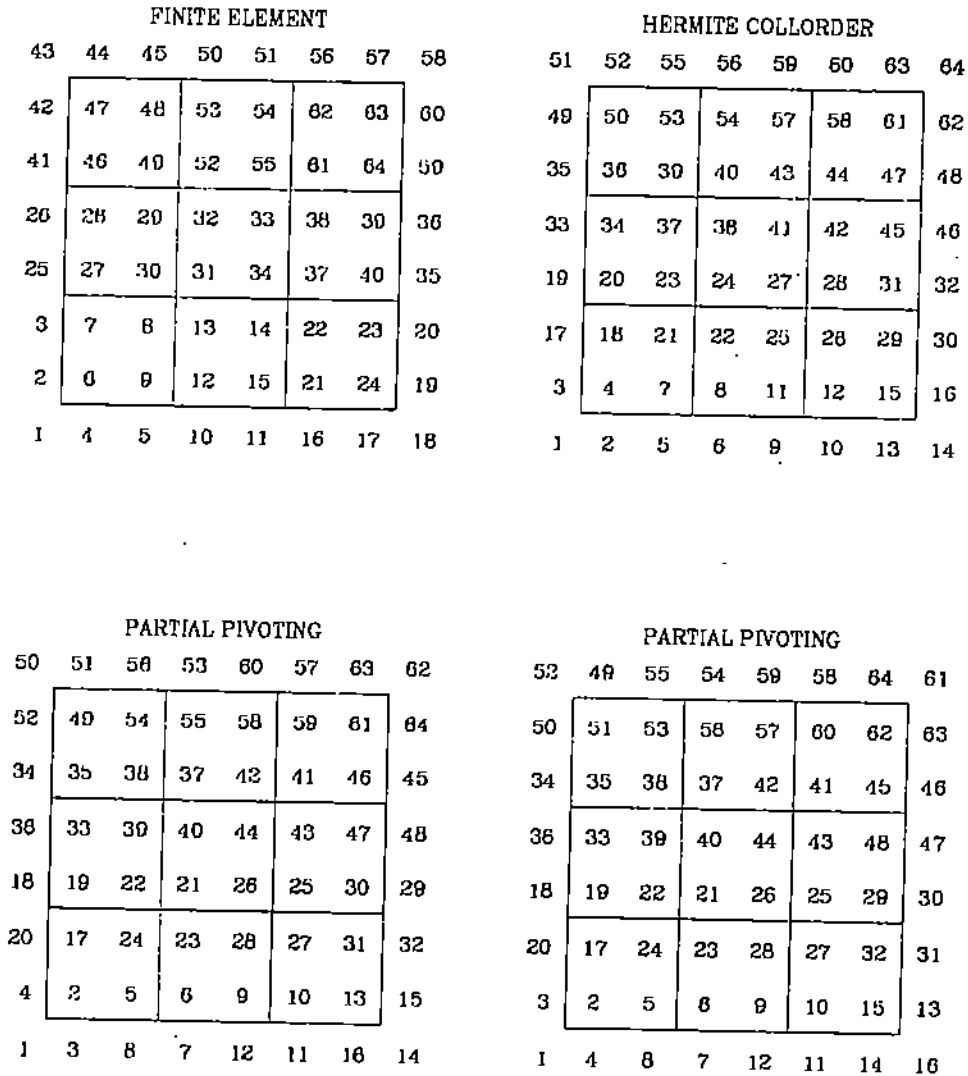 FINITE ELEMENT
43 44 45 50 51 56 57 58
42 47 48 53 54 62 63 60
41 46 49 52 55 61 64 59
26 28 29 32 33 38 39 36
25 27 30 31 34 37 40 35
3 7 8 13 14 22 23 20
2 6 9 12 15 21 24 19
1 4 5 10 11 16 17 18
HERMITE COLLORDER
51 52 55 56 59 60 63 64
49 50 53 54 57 58 61 62
35 36 39 40 43 44 47 48
33 34 37 38 41 42 45 46
19 20 23 24 27 28 31 32
17 18 21 22 25 26 29 30
3 4 7 8 11 12 15 16
1 2 5 6 9 10 13 14
PARTIAL PIVOTING
50 51 56 53 60 57 63 62
52 49 54 55 58 59 61 64
34 35 38 37 42 41 46 45
36 33 39 40 44 43 47 48
18 19 22 21 26 25 30 29
20 17 24 23 28 27 31 32
4 2 5 6 9 10 13 15
1 3 8 7 12 11 16 14
PARTIAL PIVOTING
52 49 55 54 59 58 64 61
50 51 53 56 57 60 62 63
34 35 38 37 42 41 45 46
36 33 39 40 44 43 48 47
18 19 22 21 26 25 29 30
20 17 24 23 28 27 32 31
3 2 5 6 9 10 15 13
1 4 8 7 12 11 14 16